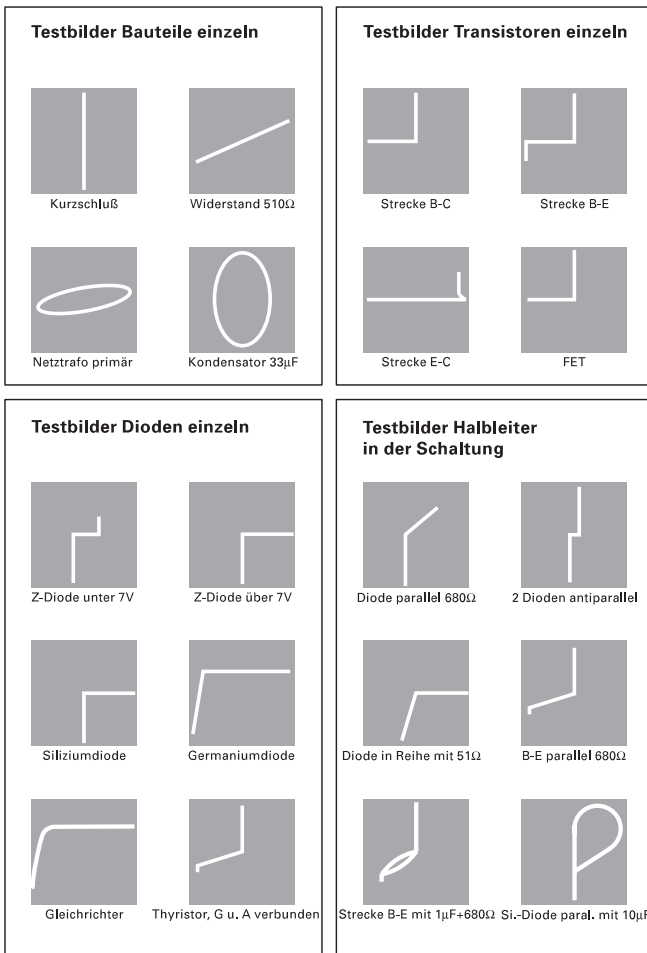 Testbilder Bauteile einzeln
Kurzschluß
Widerstand 510Ω
Netztrafo primär
Kondensator 33µF
Testbilder Transistoren einzeln
Strecke B-C
Strecke B-E
Strecke E-C
FET
Testbilder Dioden einzeln
Z-Diode unter 7V
Z-Diode über 7V
Siliziumdiode
Germaniumdiode
Gleichrichter
Thyristor, G u. A verbunden
Testbilder Halbleiter
in der Schaltung
Diode parallel 680Ω
2 Dioden antiparallel
Diode in Reihe mit 51Ω
B-E parallel 680Ω
Strecke B-E mit 1µF+680Ω
Si.-Diode paral. mit 10µF